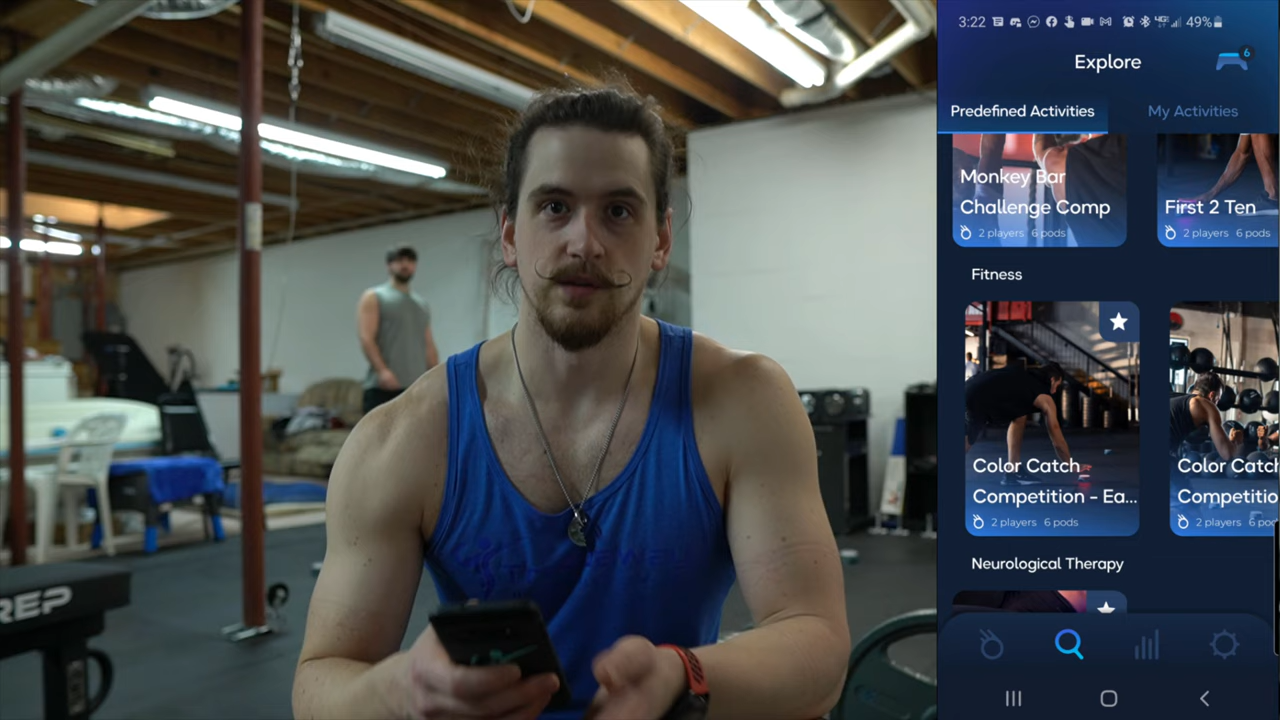 REP
3:22
49%
6
Explore
Predefined Activities
My Activities
Monkey Bar
Challenge Comp
2 players 6 pods
First 2 Ten
2 players 6 pods
Fitness
Color Catch
Competition - Ea...
2 players 6 pods
Color Catch
Competitio
2 players 6 po
Neurological Therapy